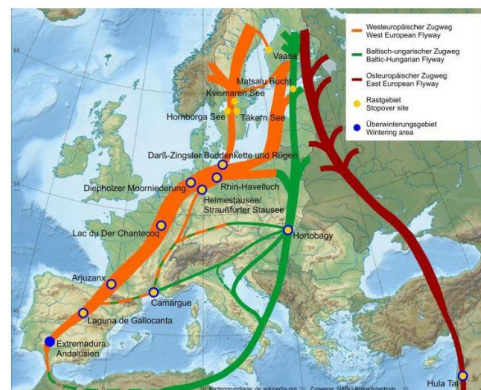 Westeuropäischer Zugweg
West European Flyway
Baltisch-ungarischer Zugweg
Baltic-Hungarian Flyway
Osteuropäischer Zugweg
East European Flyway
Rastgebiet
Stopover site
Überwinterungsgebiet
Wintering area
Vaasa
Matsalu Bucht
Kvismaren See
Hornborga See
Tåkern See
Darß-Zingster Boddenkette und Rügen
Diepholzer Moorniederung
Rhin-Havelluch
Helmestausee/
Straußfurter Stausee
Lac du Der Chantecoq
Hortobagy
Arjuzanx
Camargue
Laguna de Gallocanta
Extremadura
Andalusien
Hula Tal